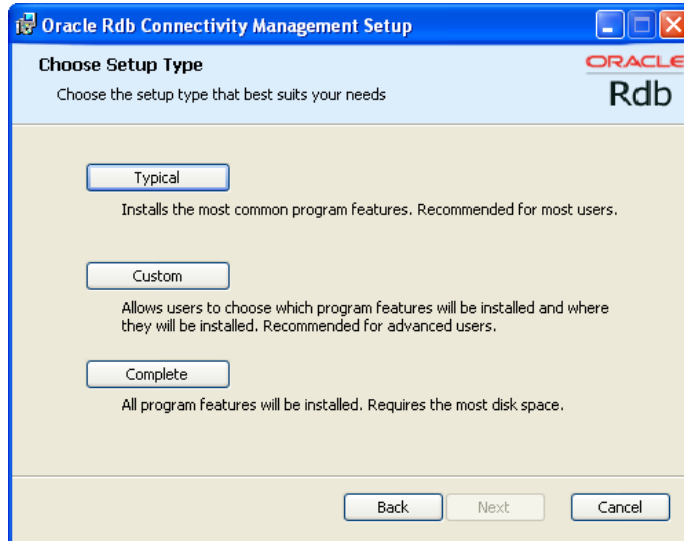 Oracle Rdb Connectivity Management Setup
Choose Setup Type
Choose the setup type that best suits your needs
ORACLE
Rdb
Typical
Installs the most common program features. Recommended for most users.
Custom
Allows users to choose which program features will be installed and where
they will be installed. Recommended for advanced users.
Complete
All program features will be installed. Requires the most disk space.
Back
Next
Cancel